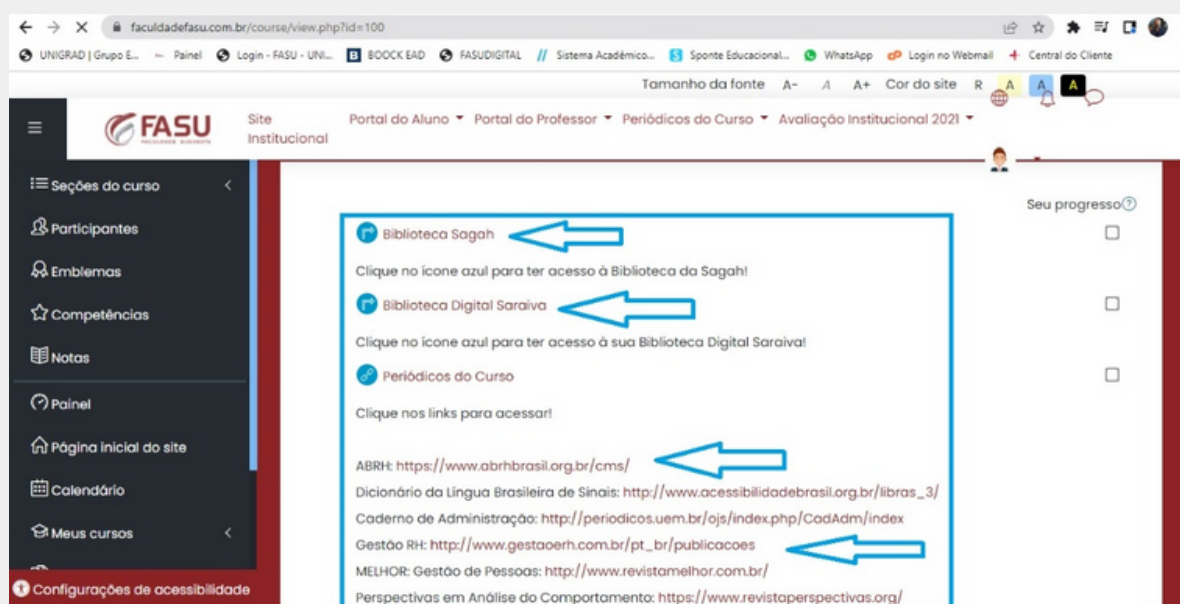 faculdadefasu.com.br/course/view.php?id=100
UNIGRAD | Grupo E... Painel Login - FASU - UNI... BOOCK EAD FASUDIGITAL Sistema Acadêmico... Sponte Educacional... WhatsApp Login no Webmail Central do Cliente
Tamanho da fonte A- A A+ Cor do site R A A A
FASU
FACULDADE SUDOESTE
Site Institucional
Portal do Aluno Portal do Professor Periódicos do Curso Avaliação Institucional 2021
Seções do curso
Participantes
Emblemas
Competências
Notas
Painel
Página inicial do site
Calendário
Meus cursos
Configurações de acessibilidade
Seu progresso
Biblioteca Sagah
Clique no ícone azul para ter acesso à Biblioteca da Sagah!
Biblioteca Digital Saraiva
Clique no ícone azul para ter acesso à sua Biblioteca Digital Saraiva!
Periódicos do Curso
Clique nos links para acessar!
ABRH: https://www.abrhbrasil.org.br/cms/
Dicionário da Língua Brasileira de Sinais: http://www.acessibilidadebrasil.org.br/libras_3/
Caderno de Administração: http://periodicos.uem.br/ojs/index.php/CadAdm/index
Gestão RH: http://www.gestaoerh.com.br/pt_br/publicacoes
MELHOR: Gestão de Pessoas: http://www.revistamelhor.com.br/
Perspectivas em Análise do Comportamento: https://www.revistaperspectivas.org/